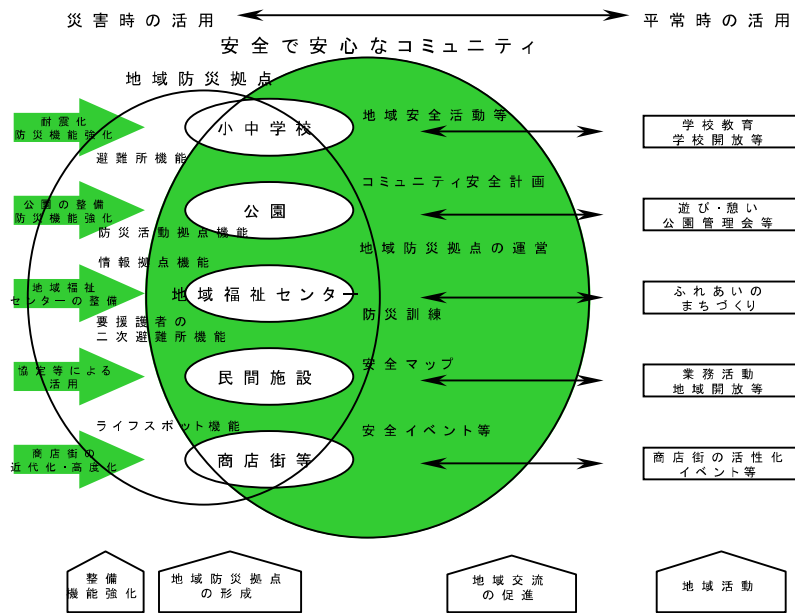 災害時の活用
平常時の活用
安全で安心なコミュニティ
地域防災拠点
耐震化
防災機能強化
小中学校
地域安全活動等
学校教育
学校開放等
避難所機能
コミュニティ安全計画
公園の整備
防災機能強化
公園
遊び・憩い
公園管理会等
防災活動拠点機能
地域防災拠点の運営
情報拠点機能
地域福祉
センターの整備
地域福祉センター
ふれあいの
まちづくり
要援護者の
二次避難所機能
防災訓練
安全マップ
協定等による
活用
民間施設
業務活動
地域開放等
ライフスポット機能
安全イベント等
商店街の
近代化・高度化
商店街等
商店街の活性化
イベント等
整備
機能強化
地域防災拠点
の形成
地域交流
の促進
地域活動